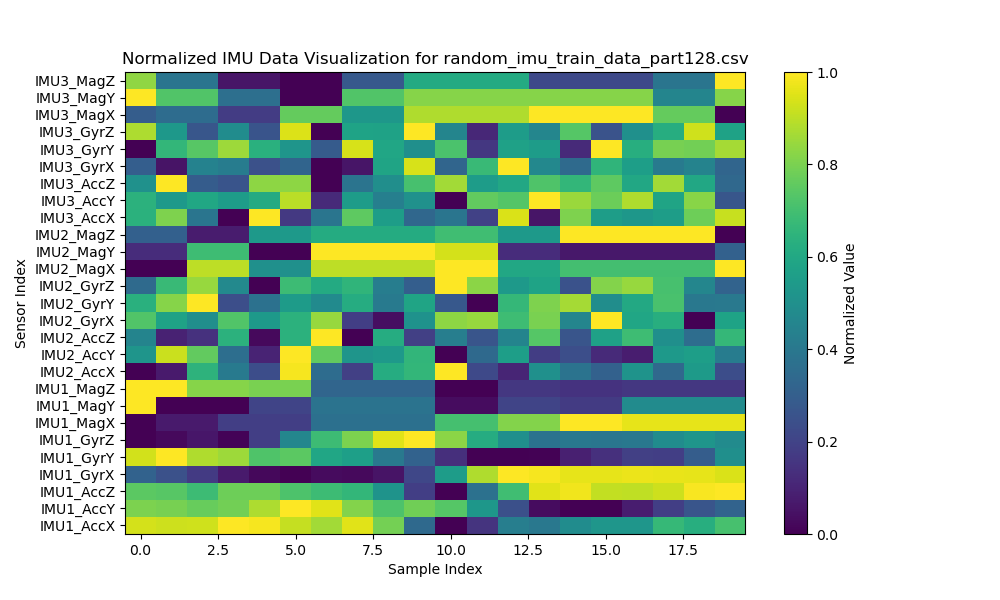 Normalized IMU Data Visualization for random_imu_train_data_part128.csv
IMU3_MagZ
IMU3_MagY
IMU3_MagX
IMU3_GyrZ
IMU3_GyrY
IMU3_GyrX
IMU3_AccZ
IMU3_AccY
IMU3_AccX
IMU2_MagZ
IMU2_MagY
IMU2_MagX
IMU2_GyrZ
IMU2_GyrY
IMU2_GyrX
IMU2_AccZ
IMU2_AccY
IMU2_AccX
IMU1_MagZ
IMU1_MagY
IMU1_MagX
IMU1_GyrZ
IMU1_GyrY
IMU1_GyrX
IMU1_AccZ
IMU1_AccY
IMU1_AccX
Sensor Index
0.0 2.5 5.0 7.5 10.0 12.5 15.0 17.5
Sample Index
1.0
0.8
0.6
0.4
0.2
0.0
Normalized Value